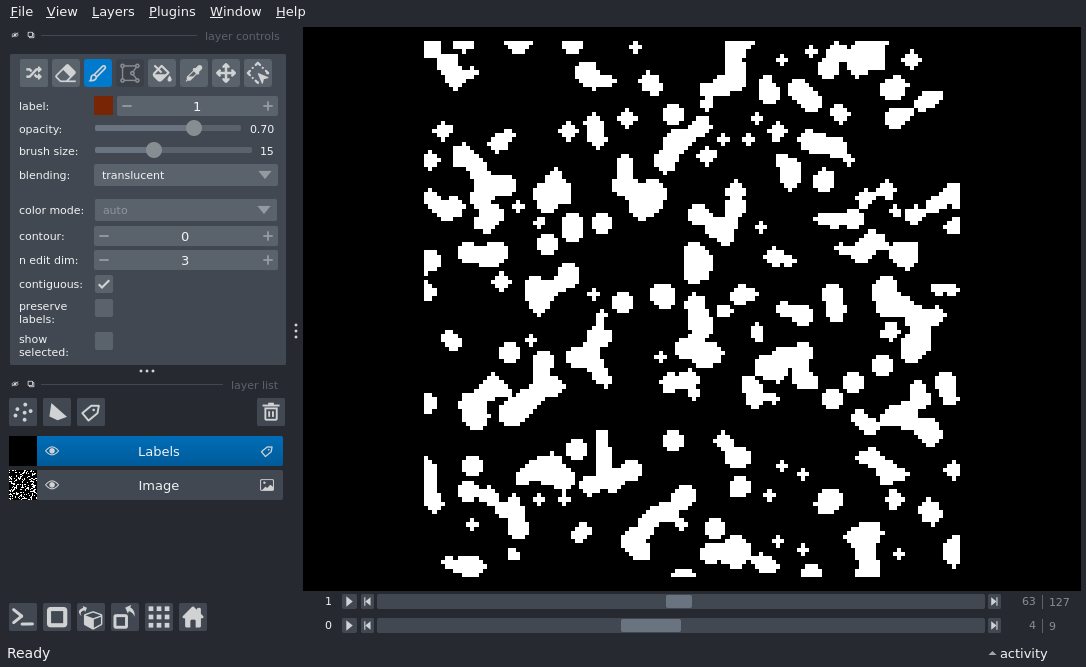 File View Layers Plugins Window Help
layer controls
label: 1
opacity: 0.70
brush size: 15
blending: translucent
color mode: auto
contour: 0
n edit dim: 3
contiguous:
preserve
labels:
show
selected:
layer list
Labels
Image
1 63 127
0 4 9
Ready activity